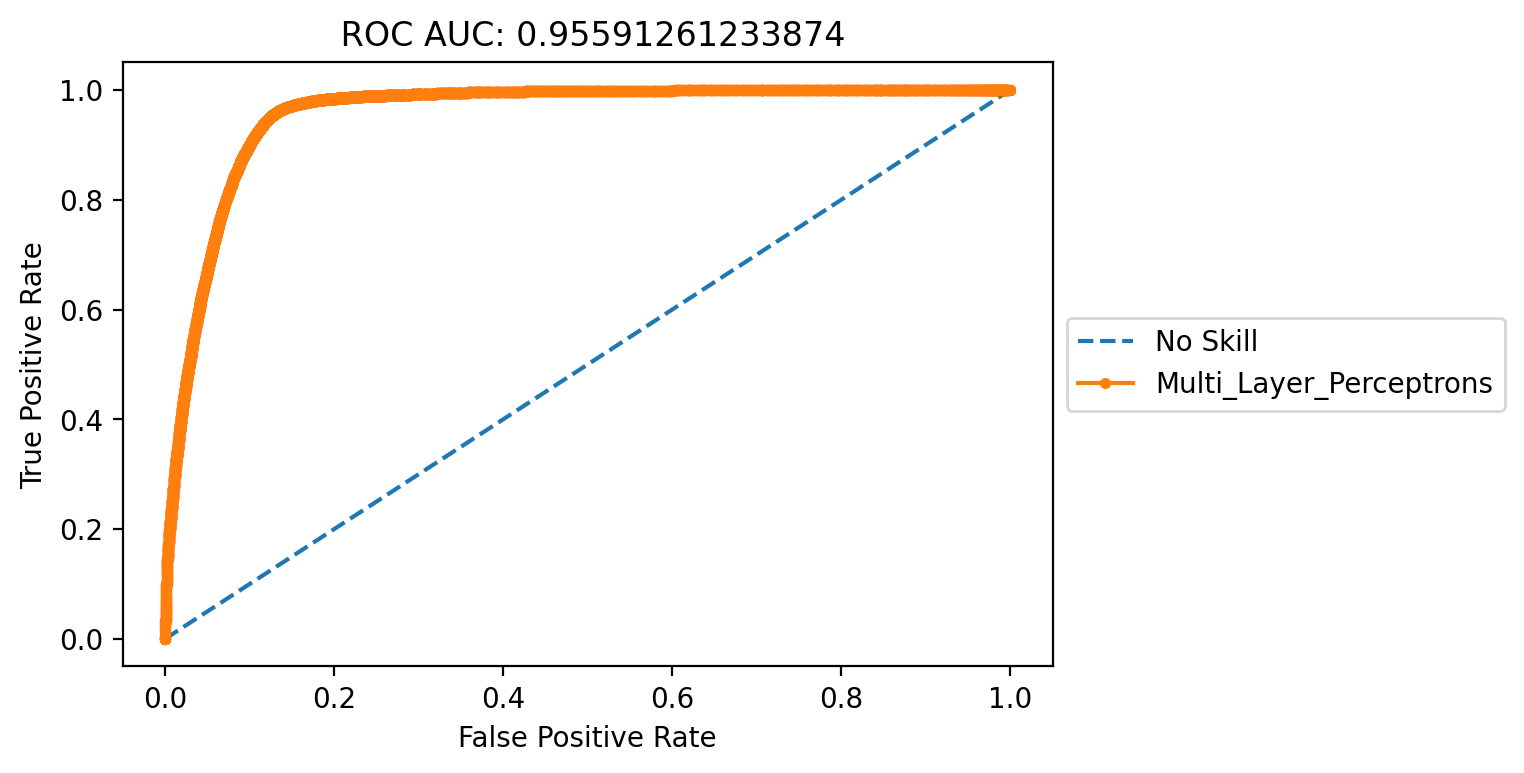 ROC AUC: 0.95591261233874
1.0
0.8
0.6
0.4
0.2
0.0
True Positive Rate
0.0 0.2 0.4 0.6 0.8 1.0
False Positive Rate
No Skill
Multi_Layer_Perceptrons